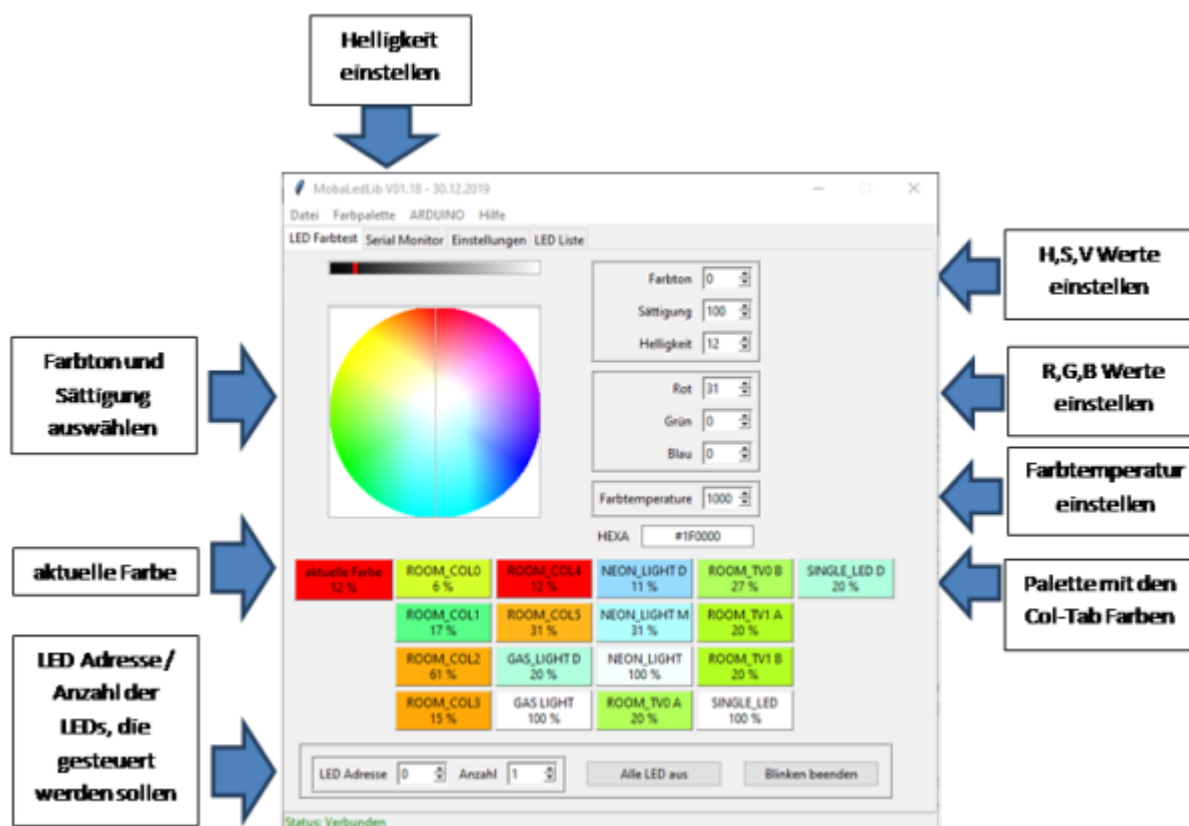 Helligkeit
einstellen
MobaLedLib V01.18 - 30.12.2019
Datei Farbpalette ARDUINO Hilfe
LED Farbtest Serial Monitor Einstellungen LED Liste
Farbton 0
Sättigung 100
Helligkeit 12
H,S,V Werte
einstellen
Farbton und
Sättigung
auswählen
Rot 31
Grün 0
Blau 0
R,G,B Werte
einstellen
Farbtemperature 1000
Farbtemperatur
einstellen
HEXA #1F0000
aktuelle Farbe
aktuelle Farbe ROOM_COL0 ROOM_COL4 NEON_LIGHT D ROOM_TV0 B SINGLE_LED D
12 % 6 % 12 % 11 % 27 % 20 %
ROOM_COL1 ROOM_COL5 NEON_LIGHT M ROOM_TV1 A
17 % 31 % 31 % 20 %
ROOM_COL2 GAS_LIGHT D NEON_LIGHT ROOM_TV1 B
61 % 20 % 100 % 20 %
ROOM_COL3 GAS LIGHT ROOM_TV0 A SINGLE_LED
15 % 100 % 20 % 100 %
Palette mit den
Col-Tab Farben
LED Adresse /
Anzahl der
LEDs, die
gesteuert
werden sollen
LED Adresse 0 Anzahl 1 Alle LED aus Blinken beenden
Status: Verbunden